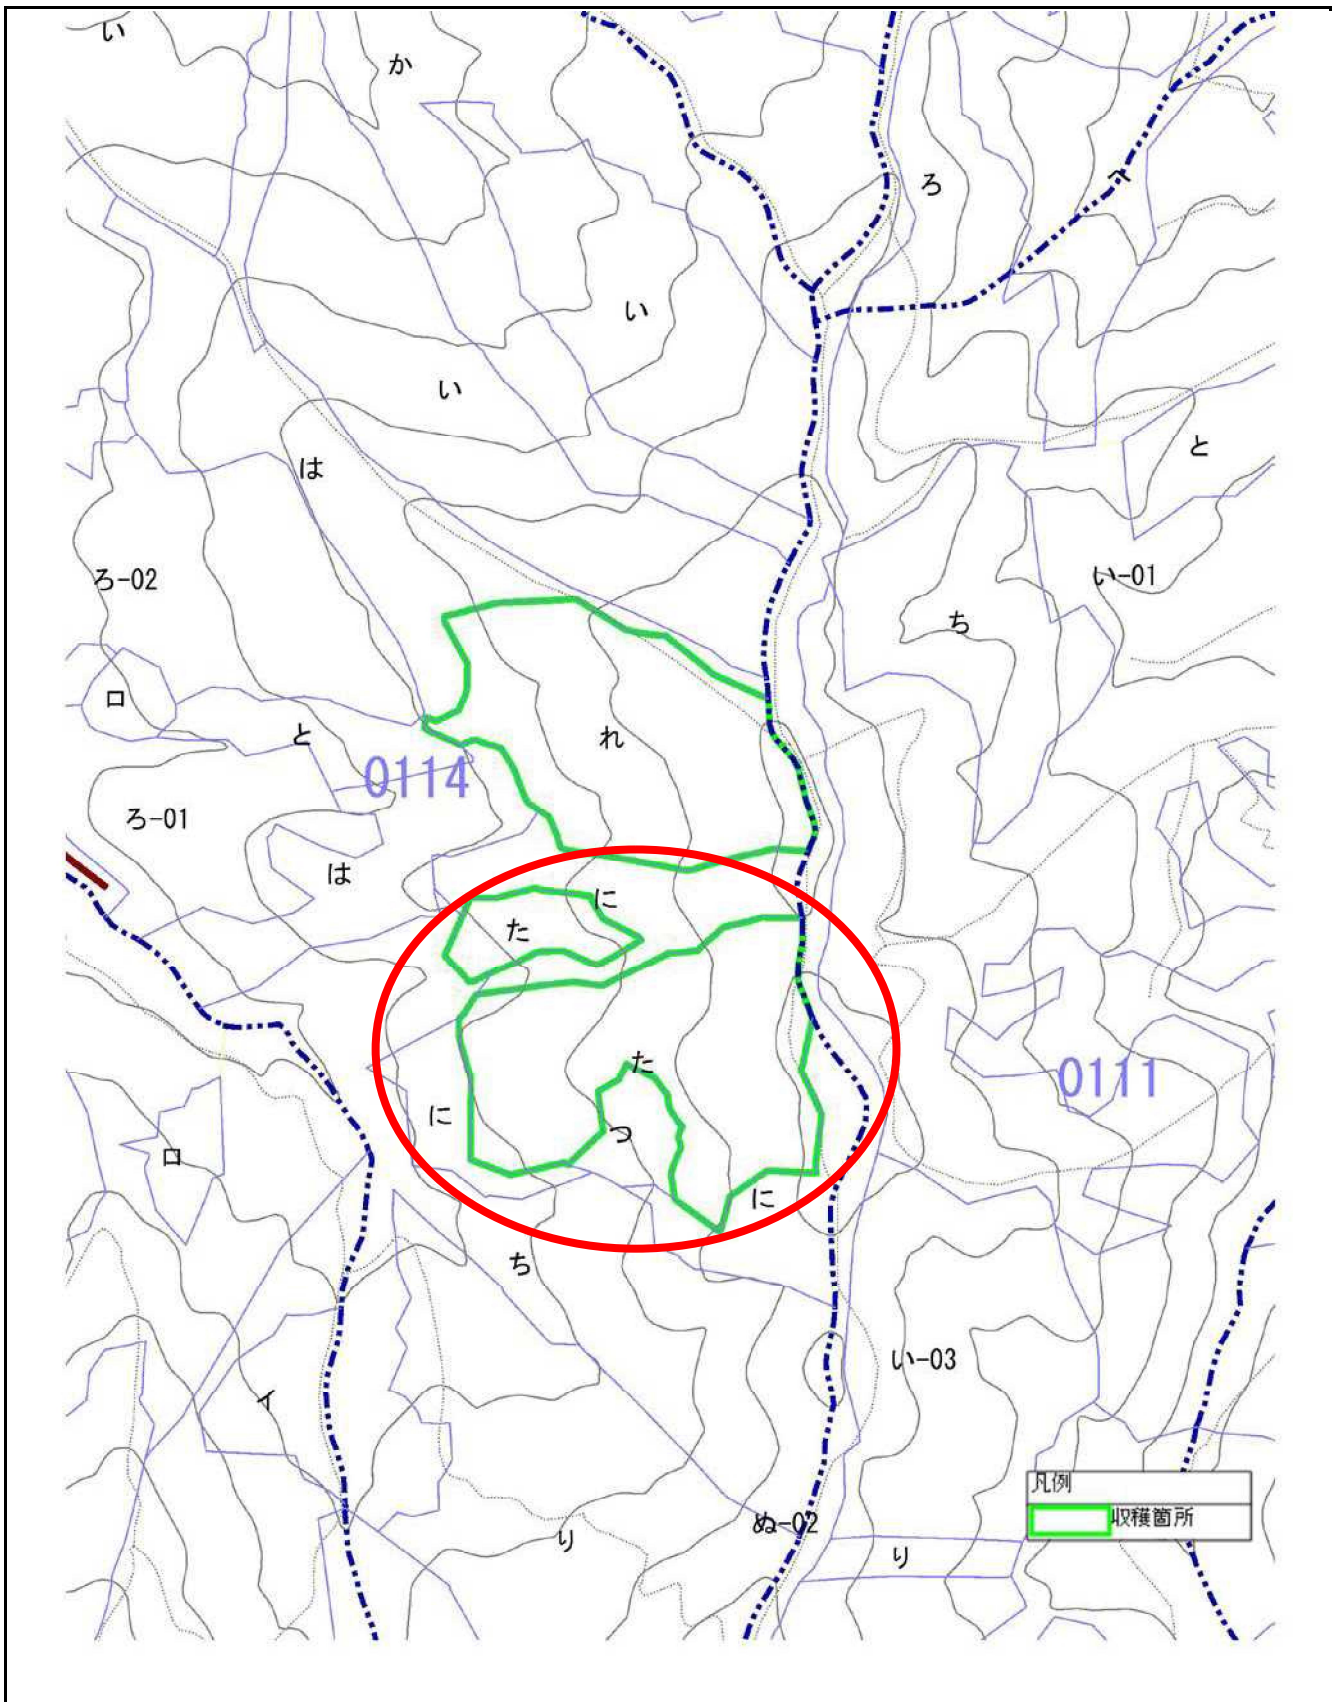 い
か
ろ
へ
い
い
と
は
ろ-02
い-01
ち
ロ
と
れ
0114
ろ-01
は
に
た
た
0111
に
つ
ロ
に
ち
い-03
イ
凡例
収穫箇所
ぬ-02
り
り